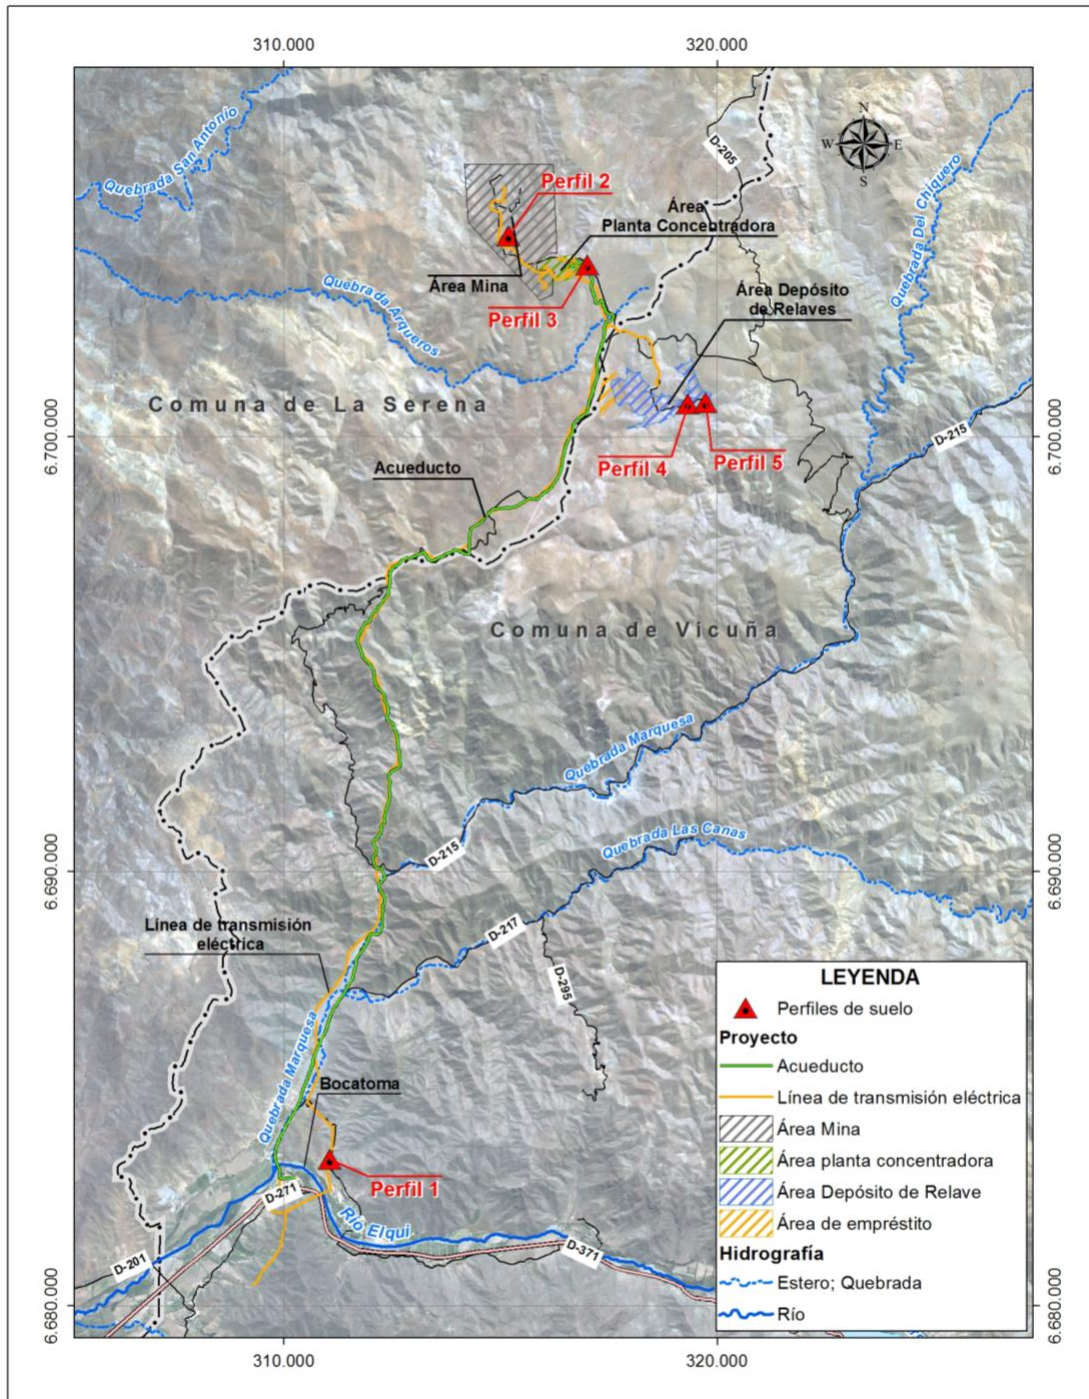 310.000
320.000
Quebrada San Antonio
D-205
N
W
E
S
Quebrada Del Chiquero
Perfil 2
Área
Planta Concentradora
Área Mina
Quebrada Arqueros
Perfil 3
Área Depósito
de Relaves
Comuna de La Serena
6.700.000
6.700.000
D-215
Perfil 4
Perfil 5
Acueducto
Comuna de Vicuña
Quebrada Marquesa
Quebrada Las Canas
D-215
6.690.000
6.690.000
Línea de transmisión
eléctrica
D-217
D-295
Quebrada Marquesa
Bocatoma
Perfil 1
D-271
Río Elqui
D-371
D-201
6.680.000
6.680.000
LEYENDA
Perfiles de suelo
Proyecto
Acueducto
Línea de transmisión eléctrica
Área Mina
Área planta concentradora
Área Depósito de Relave
Área de empréstito
Hidrografía
Estero; Quebrada
Río
310.000
320.000